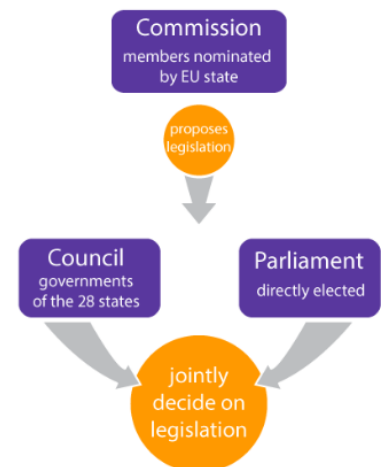 Commission
members nominated
by EU state
proposes
legislation
Council
governments
of the 28 states
Parliament
directly elected
jointly
decide on
legislation